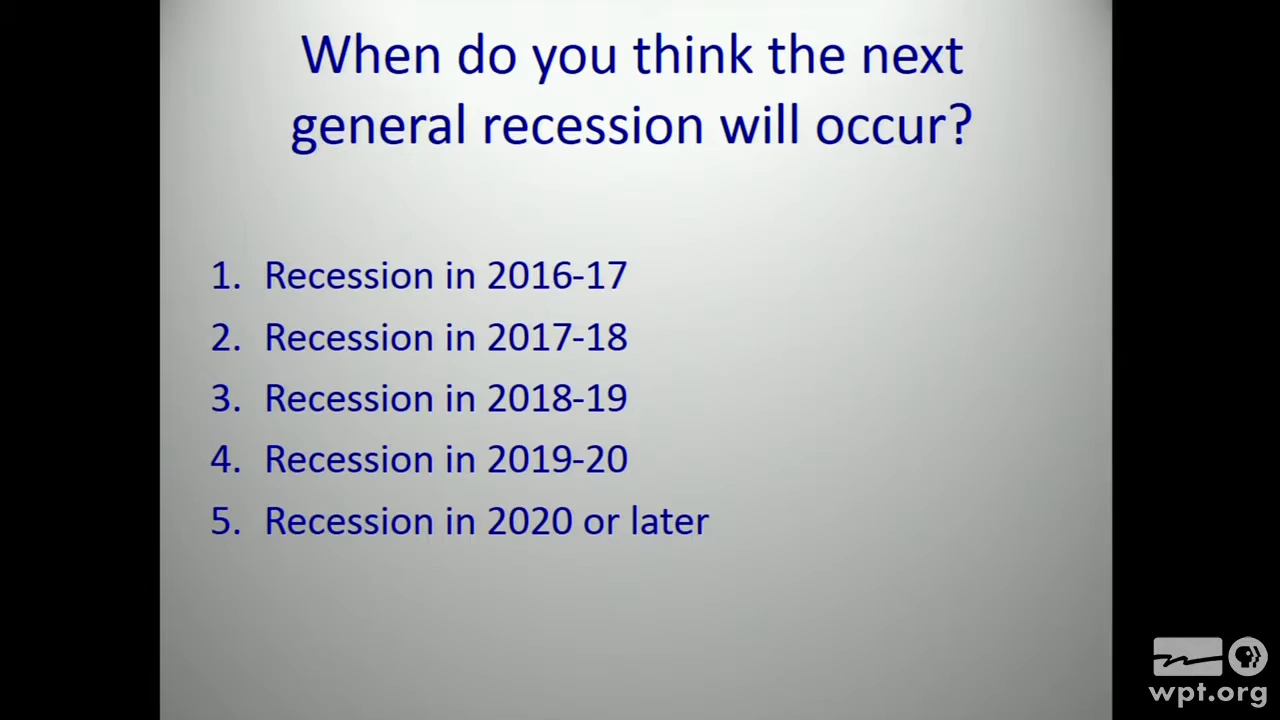 When do you think the next
general recession will occur?
1. Recession in 2016-17
2. Recession in 2017-18
3. Recession in 2018-19
4. Recession in 2019-20
5. Recession in 2020 or later
wpt.org